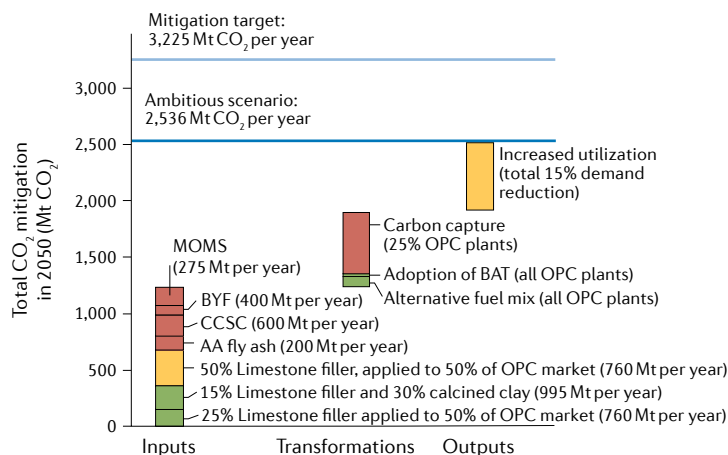 Mitigation target:
3,225 Mt CO₂ per year
Ambitious scenario:
2,536 Mt CO₂ per year
Total CO₂ mitigation
in 2050 (Mt CO₂)
3,000
2,500
2,000
1,500
1,000
500
0
Increased utilization
(total 15% demand
reduction)
Carbon capture
(25% OPC plants)
Adoption of BAT (all OPC plants)
Alternative fuel mix (all OPC plants)
MOMS
(275 Mt per year)
BYF (400 Mt per year)
CCSC (600 Mt per year)
AA fly ash (200 Mt per year)
50% Limestone filler, applied to 50% of OPC market (760 Mt per year)
15% Limestone filler and 30% calcined clay (995 Mt per year)
25% Limestone filler applied to 50% of OPC market (760 Mt per year)
Inputs
Transformations
Outputs